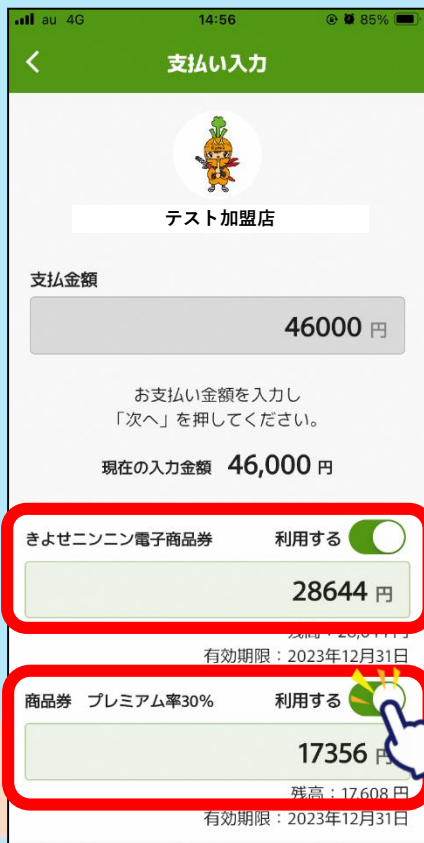 au 4G 14:56 85%
支払い入力
テスト加盟店
支払金額
46000 円
お支払い金額を入力し
「次へ」を押してください。
現在の入力金額 46,000 円
きよせニンニン電子商品券 利用する
28644 円
有効期限：2023年12月31日
商品券 プレミアム率30% 利用する
17356 円
残高：17,608 円
有効期限：2023年12月31日